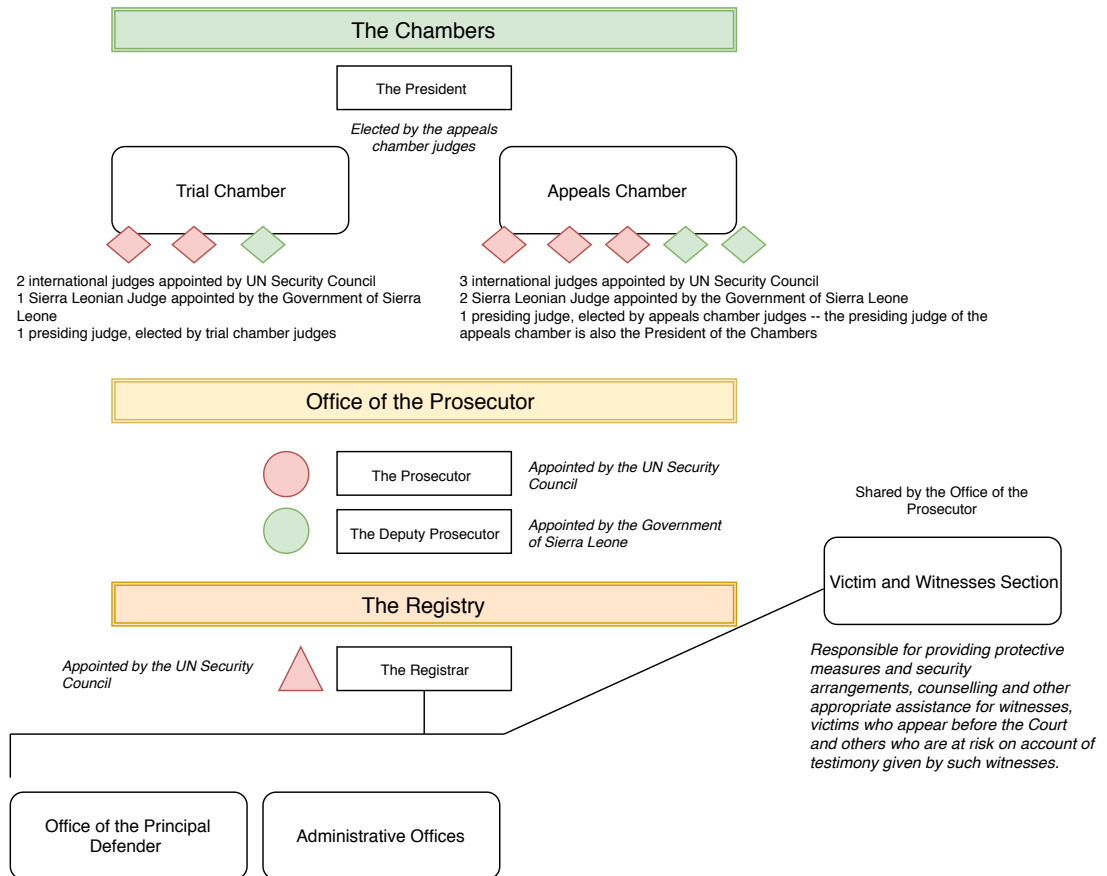 The Chambers
The President
Elected by the appeals
chamber judges
Trial Chamber
Appeals Chamber
2 international judges appointed by UN Security Council
1 Sierra Leonian Judge appointed by the Government of Sierra
Leone
1 presiding judge, elected by trial chamber judges
3 international judges appointed by UN Security Council
2 Sierra Leonian Judge appointed by the Government of Sierra Leone
1 presiding judge, elected by appeals chamber judges -- the presiding judge of the
appeals chamber is also the President of the Chambers
Office of the Prosecutor
The Prosecutor
Appointed by the UN Security
Council
The Deputy Prosecutor
Appointed by the Government
of Sierra Leone
Shared by the Office of the
Prosecutor
Victim and Witnesses Section
Responsible for providing protective
measures and security
arrangements, counselling and other
appropriate assistance for witnesses,
victims who appear before the Court
and others who are at risk on account of
testimony given by such witnesses.
The Registry
Appointed by the UN Security
Council
The Registrar
Office of the Principal
Defender
Administrative Offices